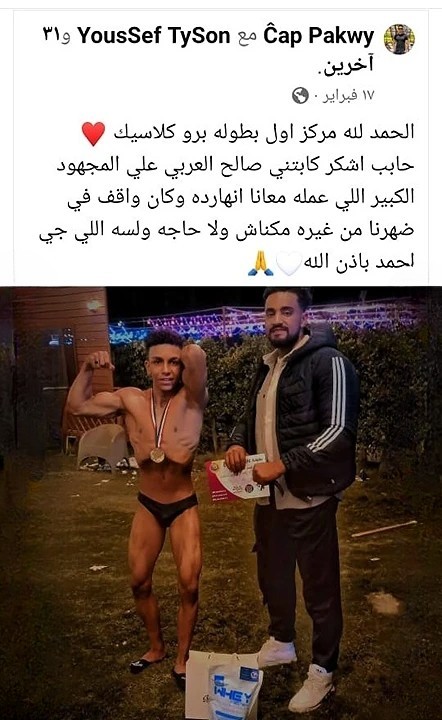 Ĉap Pakwy مع YousSef TySon و٣١
آخرين.
١٧ فبراير ·
الحمد لله مركز اول بطوله برو كلاسيك ❤️
حابب اشكر كابتني صالح العربي علي المجهود
الكبير اللي عمله معانا انهارده وكان واقف في
ضهرنا من غيره مكناش ولا حاجه ولسه اللي جي
احمد باذن الله🤍🙏
WHEY